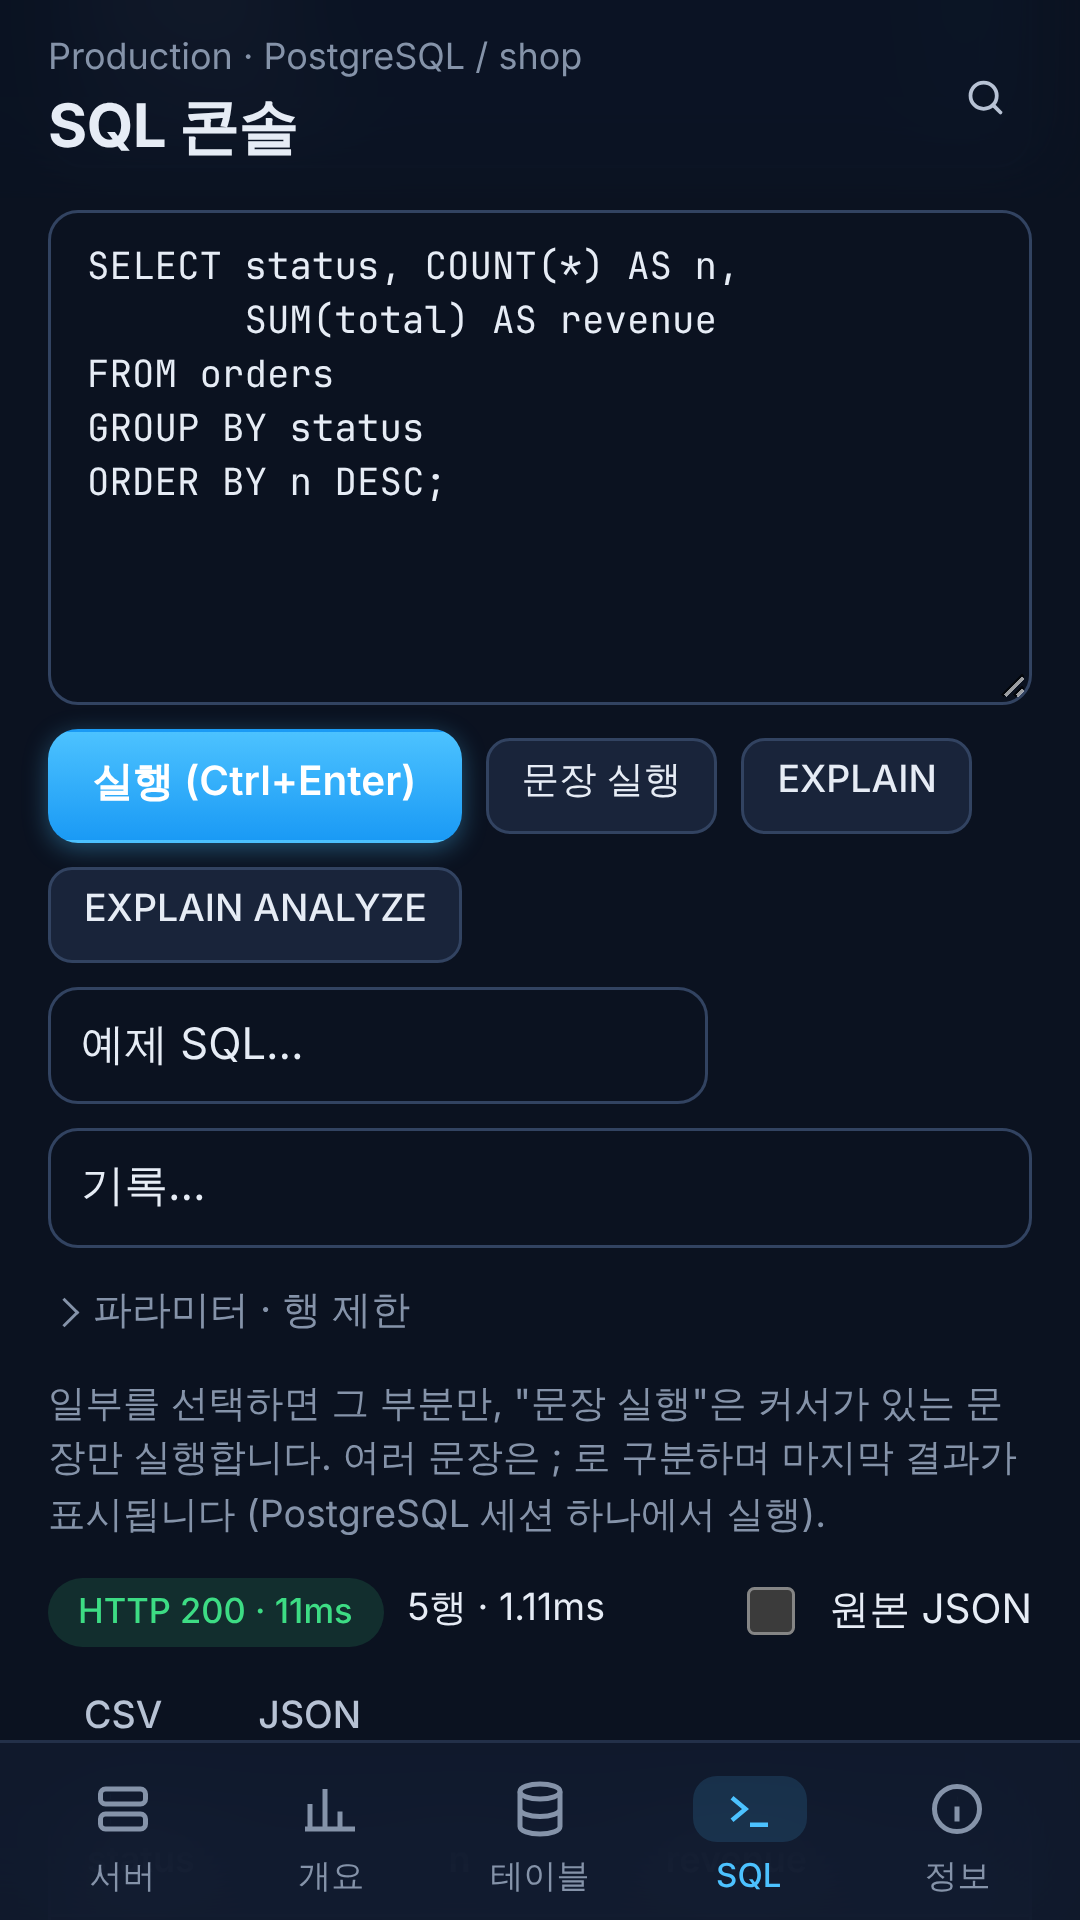 Production · PostgreSQL / shop
SQL 콘솔
SELECT status, COUNT(*) AS n,
       SUM(total) AS revenue
FROM orders
GROUP BY status
ORDER BY n DESC;
실행 (Ctrl+Enter)
문장 실행
EXPLAIN
EXPLAIN ANALYZE
예제 SQL...
기록...
파라미터 · 행 제한
일부를 선택하면 그 부분만, "문장 실행"은 커서가 있는 문
장만 실행합니다. 여러 문장은 ; 로 구분하며 마지막 결과가
표시됩니다 (PostgreSQL 세션 하나에서 실행).
HTTP 200 · 11ms
5행 · 1.11ms
원본 JSON
CSV
JSON
서버
개요
테이블
SQL
정보